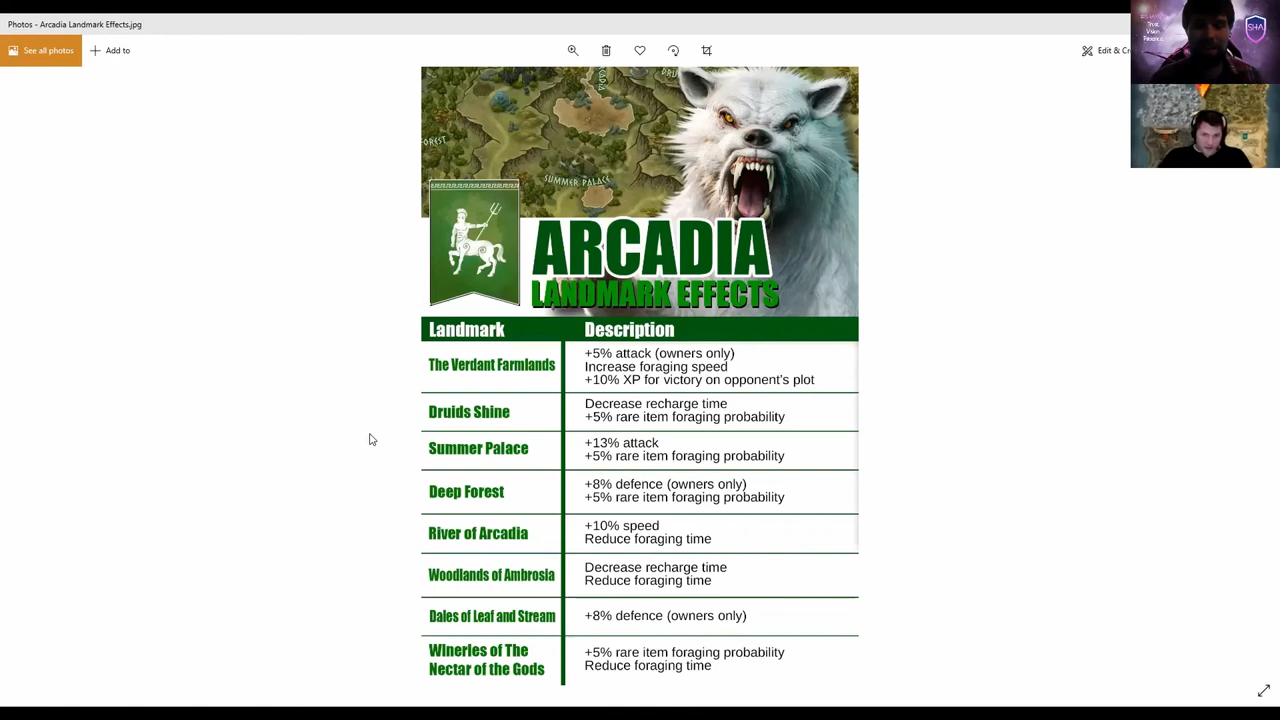 Photos - Arcadia Landmark Effects.jpg
See all photos
Add to
SHA
Trust
Vision
SUMMER PALACE
ARCADIA
LANDMARK EFFECTS
Landmark
Description
The Verdant Farmlands
+5% attack (owners only)
Increase foraging speed
+10% XP for victory on opponent's plot
Druids Shine
Decrease recharge time
+5% rare item foraging probability
Summer Palace
+13% attack
+5% rare item foraging probability
Deep Forest
+8% defence (owners only)
+5% rare item foraging probability
River of Arcadia
+10% speed
Reduce foraging time
Woodlands of Ambrosia
Decrease recharge time
Reduce foraging time
Dales of Leaf and Stream
+8% defence (owners only)
Wineries of The
Nectar of the Gods
+5% rare item foraging probability
Reduce foraging time